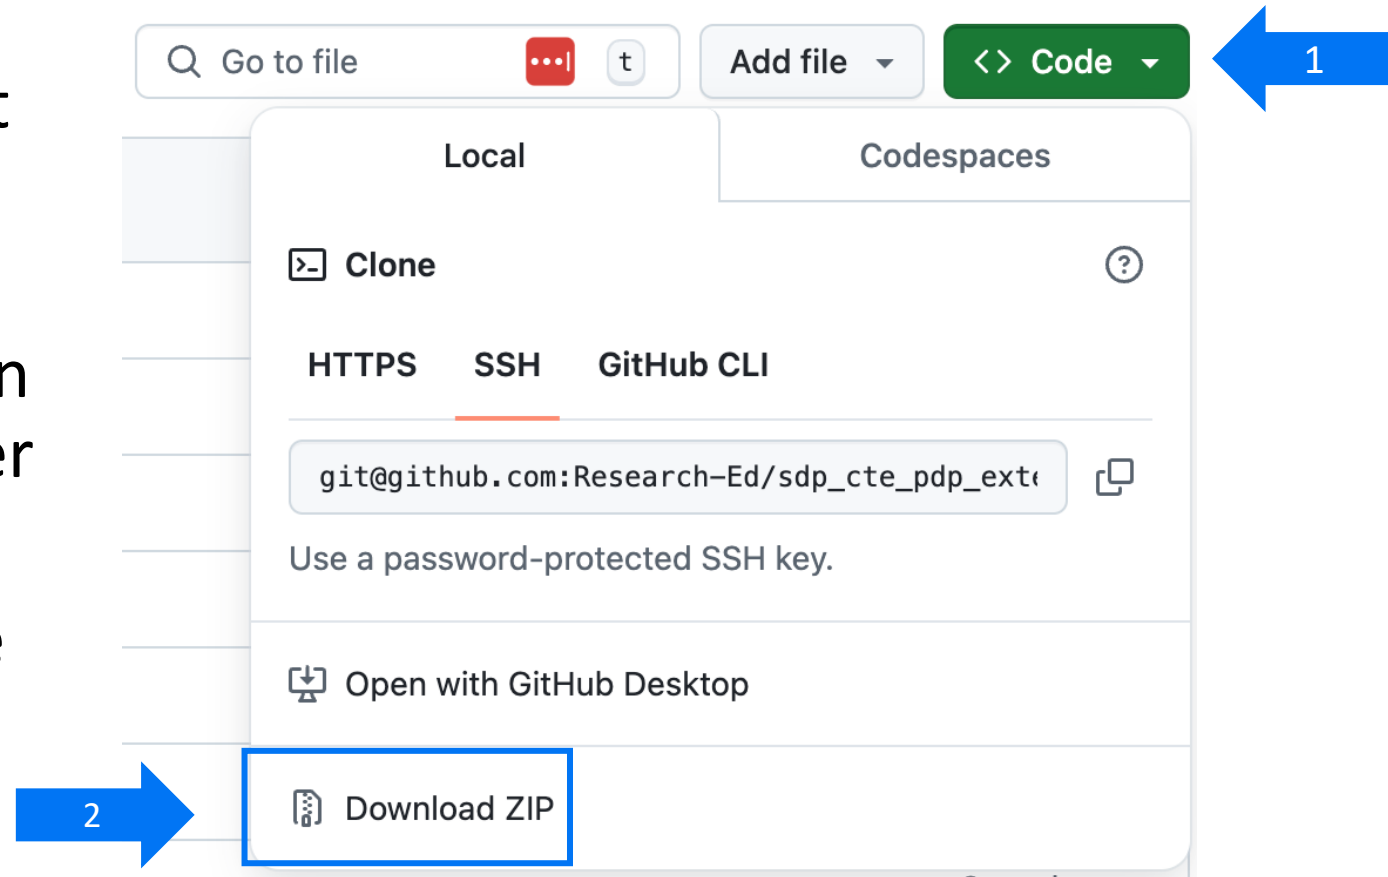 Go to file
t
Add file
<> Code
1
Local
Codespaces
Clone
HTTPS
SSH
GitHub CLI
git@github.com:Research-Ed/sdp_cte_pdp_ext
Use a password-protected SSH key.
Open with GitHub Desktop
2
Download ZIP
t
n
er
e